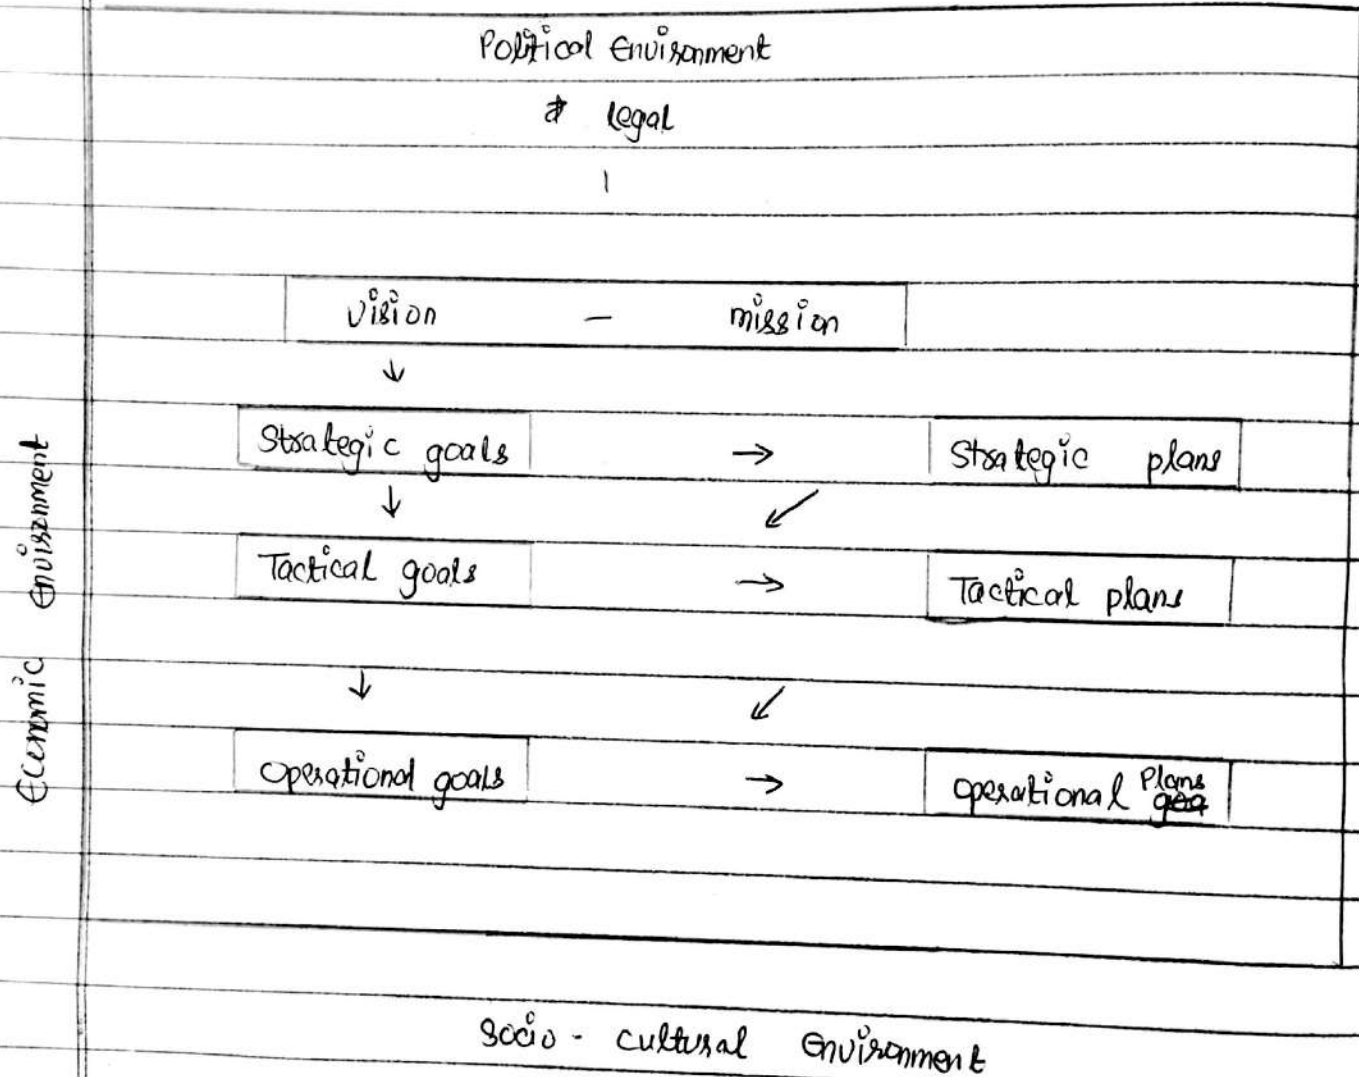 Political Environment
legal
vision - mission
↓
Strategic goals → Strategic plans
↓ ↙
Tactical goals → Tactical plans
↓ ↙
operational goals → operational Plans
Economic Environment
Socio - cultural Environment